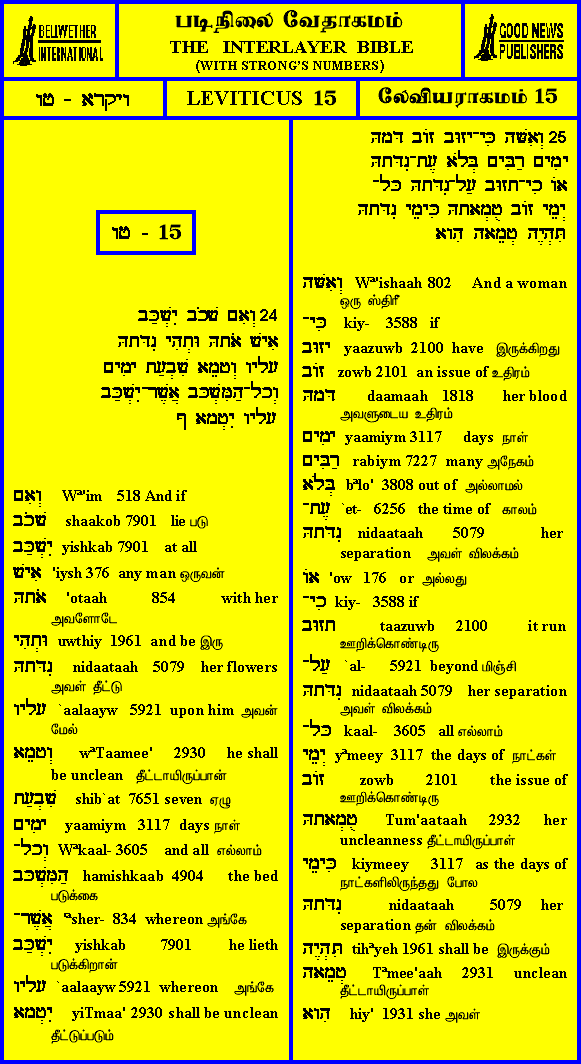 BELLWETHER
INTERNATIONAL
படிநிலை வேதாகமம்
THE INTERLAYER BIBLE
(WITH STRONG'S NUMBERS)
GOOD NEWS
PUBLISHERS
ויקרא - טו
LEVITICUS 15
லேவியராகமம் 15
טו - 15
24 וְאִם שָׁכֹב יִשְׁכַּב
אִישׁ אֹתָהּ וּתְהִי נִדָּתָהּ
עָלָיו וְטָמֵא שִׁבְעַת יָמִים
וְכָל־הַמִּשְׁכָּב אֲשֶׁר־יִשְׁכַּב
עָלָיו יִטְמָא ף
וְאִם Wª'im 518 And if
שָׁכֹב shaakob 7901 lie படு
יִשְׁכַּב yishkab 7901 at all
אִישׁ 'iysh 376 any man ஒருவன்
אֹתָהּ 'otaah 854 with her
அவளோடே
וּתְהִי uwthiy 1961 and be இரு
נִדָּתָהּ nidaataah 5079 her flowers
அவள் தீட்டு
עָלָיו `aalaayw 5921 upon him அவன்
மேல்
וְטָמֵא wªTaamee' 2930 he shall
be unclean தீட்டாயிருப்பான்
שִׁבְעַת shib`at 7651 seven ஏழு
יָמִים yaamiym 3117 days நாள்
וְכָל־ Wªkaal- 3605 and all எல்லாம்
הַמִּשְׁכָּב hamishkaab 4904 the bed
படுக்கை
אֲשֶׁר־ ªsher- 834 whereon அங்கே
יִשְׁכַּב yishkab 7901 he lieth
படுக்கிறான்
עָלָיו `aalaayw 5921 whereon அங்கே
יִטְמָא yiTmaa' 2930 shall be unclean
தீட்டுப்படும்
25 וְאִשָּׁה כִּי־יָזוּב זוֹב דָּמָהּ
יָמִים רַבִּים בְּלֹא עֶת־נִדָּתָהּ
אוֹ כִי־תָזוּב עַל־נִדָּתָהּ כָּל־
יְמֵי זוֹב טֻמְאָתָהּ כִּימֵי נִדָּתָהּ
תִּהְיֶה טְמֵאָה הִוא
וְאִשָּׁה Wª'ishaah 802 And a woman
ஒரு ஸ்திரீ
כִּי־ kiy- 3588 if
יָזוּב yaazuwb 2100 have இருக்கிறது
זוֹב zowb 2101 an issue of உதிரம்
דָּמָהּ daamaah 1818 her blood
அவளுடைய உதிரம்
יָמִים yaamiym 3117 days நாள்
רַבִּים rabiym 7227 many அநேகம்
בְּלֹא bªlo' 3808 out of அல்லாமல்
עֶת־ `et- 6256 the time of காலம்
נִדָּתָהּ nidaataah 5079 her
separation அவள் விலக்கம்
אוֹ 'ow 176 or அல்லது
כִי־ kiy- 3588 if
תָזוּב taazuwb 2100 it run
ஊறிக்கொண்டிரு
עַל־ `al- 5921 beyond மிஞ்சி
נִדָּתָהּ nidaataah 5079 her separation
அவள் விலக்கம்
כָּל־ kaal- 3605 all எல்லாம்
יְמֵי yªmeey 3117 the days of நாட்கள்
זוֹב zowb 2101 the issue of
ஊறிக்கொண்டிரு
טֻמְאָתָהּ Tum'aataah 2932 her
uncleanness தீட்டாயிருப்பாள்
כִּימֵי kiymeey 3117 as the days of
நாட்களிலிருந்தது போல
נִדָּתָהּ nidaataah 5079 her
separation தன் விலக்கம்
תִּהְיֶה tihªyeh 1961 shall be இருக்கும்
טְמֵאָה Tªmee'aah 2931 unclean
தீட்டாயிருப்பாள்
הִוא hiy' 1931 she அவள்